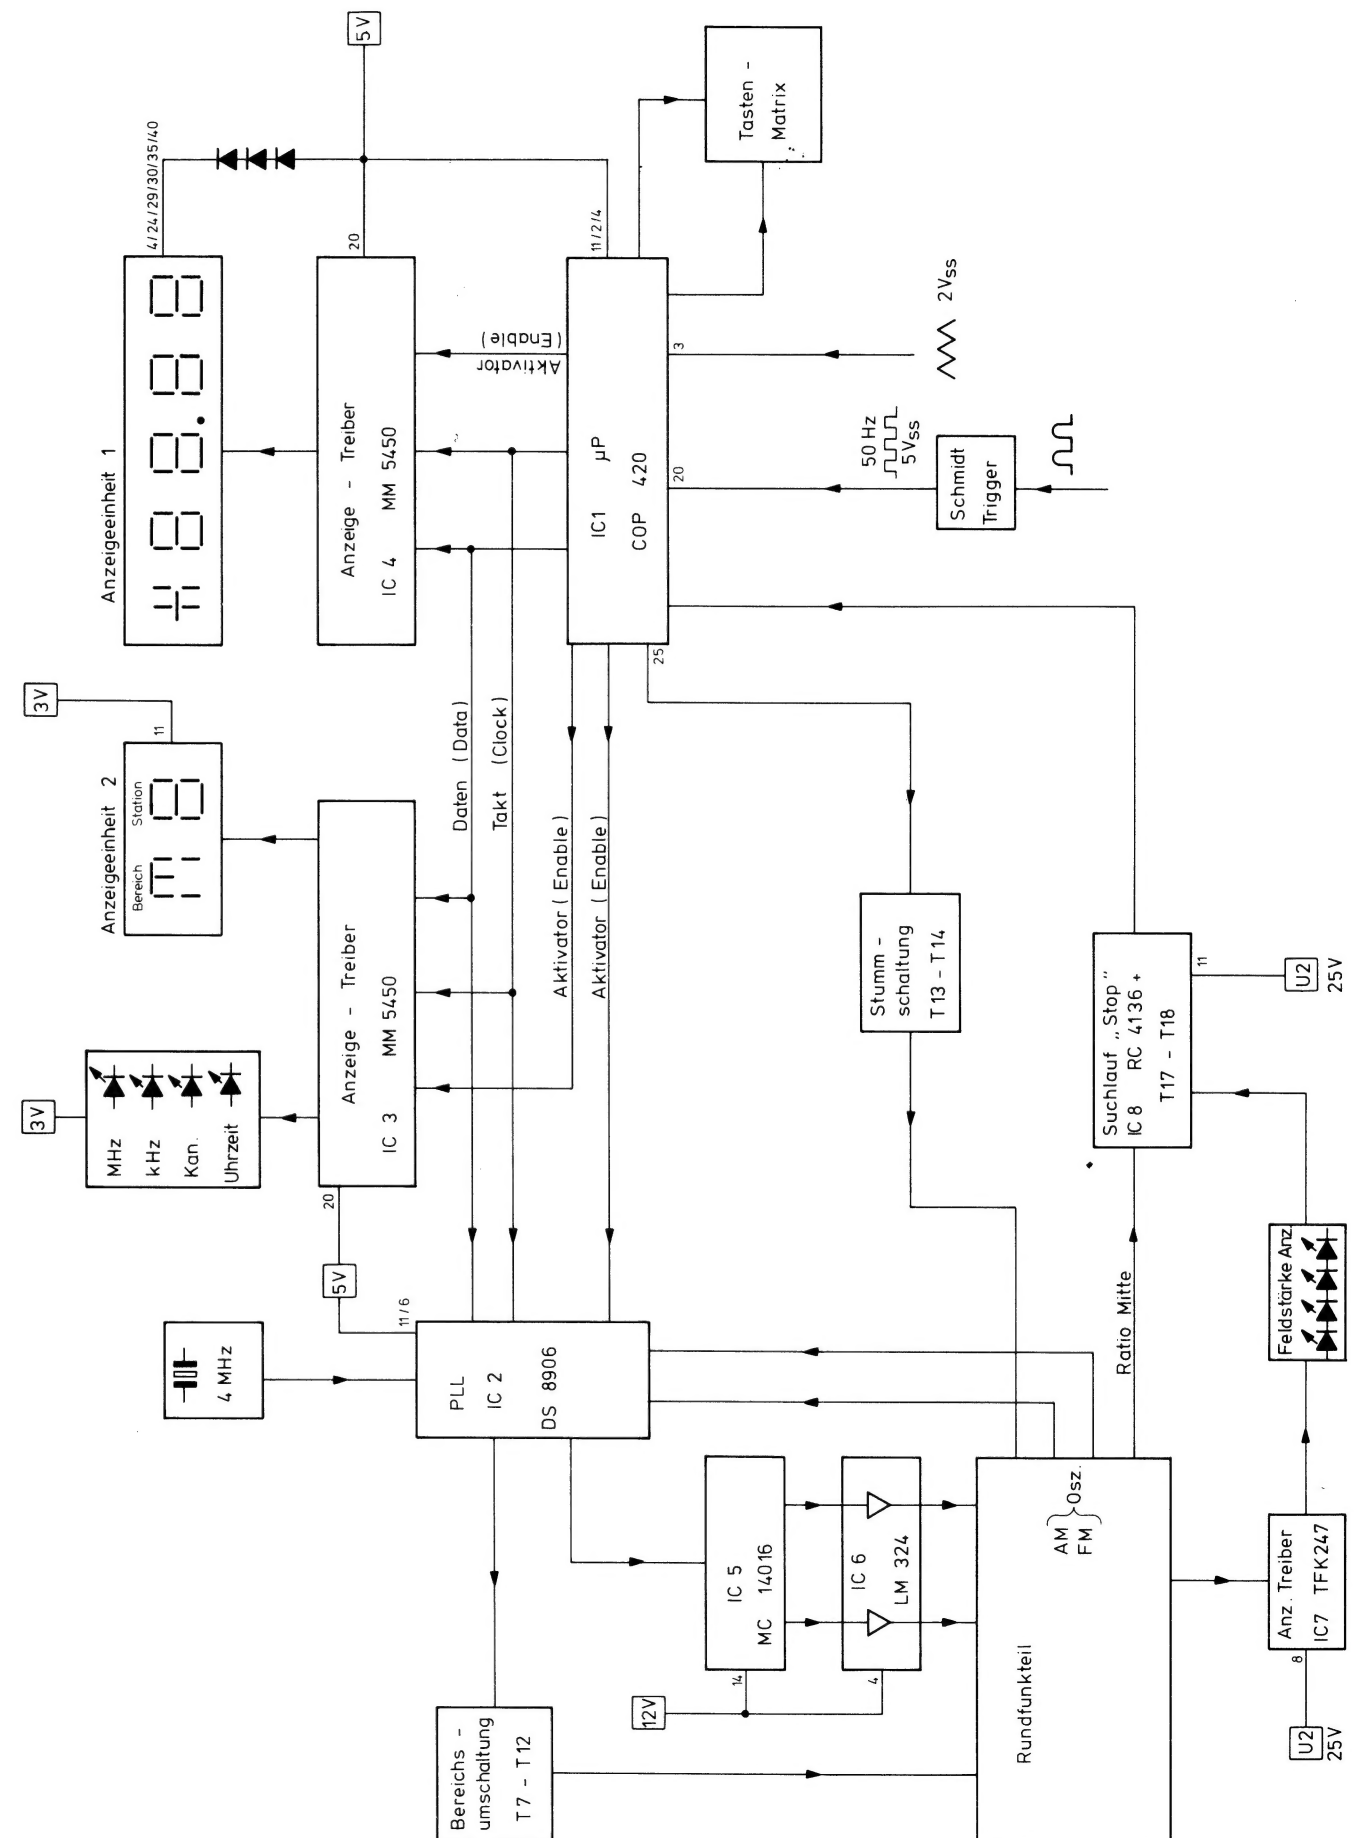 5V
4/24/29/30/35/40
20
11/2/4
Tasten -
Matrix
Anzeigeeinheit 1
Anzeige - Treiber
IC 4 MM 5450
Aktivator
(Enable)
IC1 µP
COP 420
3
2Vss
20
50 Hz
5Vss
Schmidt
Trigger
25
3V
11
Anzeigeeinheit 2
Bereich Station
Daten (Data)
Takt (Clock)
Aktivator (Enable)
Aktivator (Enable)
Anzeige - Treiber
IC 3 MM 5450
20
5V
3V
MHz
kHz
Kan.
Uhrzeit
Stumm -
schaltung
T13 - T14
Suchlauf „Stop"
IC 8 RC 4136 +
T17 - T18
11
U2
25V
Feldstärke Anz.
Ratio Mitte
4 MHz
11/6
PLL
IC 2
DS 8906
IC 5
MC 14016
14
12V
IC 6
LM 324
4
Bereichs -
umschaltung
T7 - T12
Rundfunkteil
AM
FM
Osz.
Anz. Treiber
IC7 TFK247
8
U2
25V